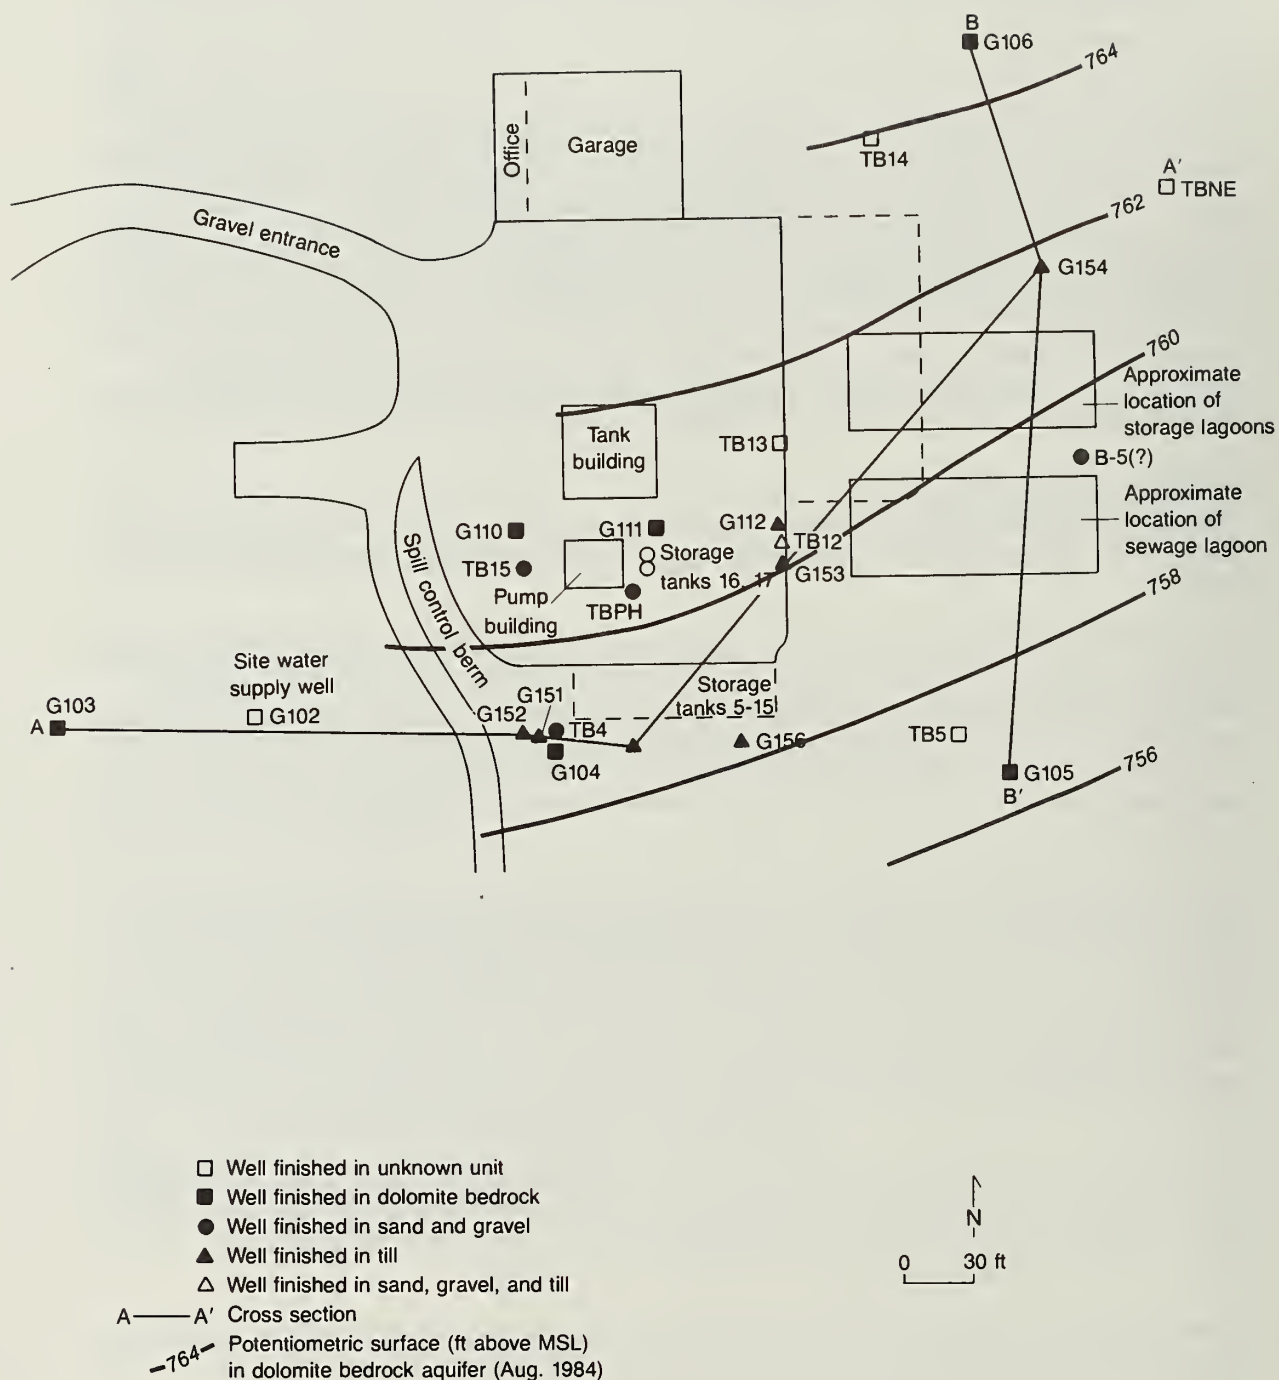 B
G106
764
Office
Garage
TB14
A'
TBNE
762
Gravel entrance
G154
760
Approximate
location of
storage lagoons
Tank
building
TB13
B-5(?)
Approximate
location of
sewage lagoon
G110
G111
G112
TB12
Storage
tanks 16, 17
G153
TB15
Pump
building
TBPH
758
Spill control berm
Site water
supply well
G103
A
G102
G151
G152
TB4
G104
Storage
tanks 5-15
G156
TB5
G105
B'
756
Well finished in unknown unit
Well finished in dolomite bedrock
Well finished in sand and gravel
Well finished in till
Well finished in sand, gravel, and till
A A' Cross section
764 Potentiometric surface (ft above MSL)
in dolomite bedrock aquifer (Aug. 1984)
N
0 30 ft